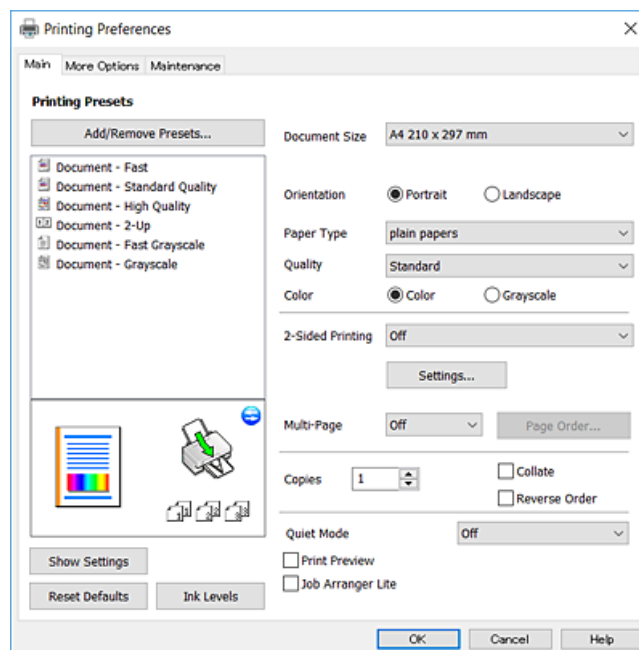 Printing Preferences
Main
More Options
Maintenance
Printing Presets
Add/Remove Presets...
Document - Fast
Document - Standard Quality
Document - High Quality
Document - 2-Up
Document - Fast Grayscale
Document - Grayscale
Show Settings
Reset Defaults
Ink Levels
Document Size
A4 210 x 297 mm
Orientation
Portrait
Landscape
Paper Type
plain papers
Quality
Standard
Color
Color
Grayscale
2-Sided Printing
Off
Settings...
Multi-Page
Off
Page Order...
Copies
1
Collate
Reverse Order
Quiet Mode
Off
Print Preview
Job Arranger Lite
OK
Cancel
Help